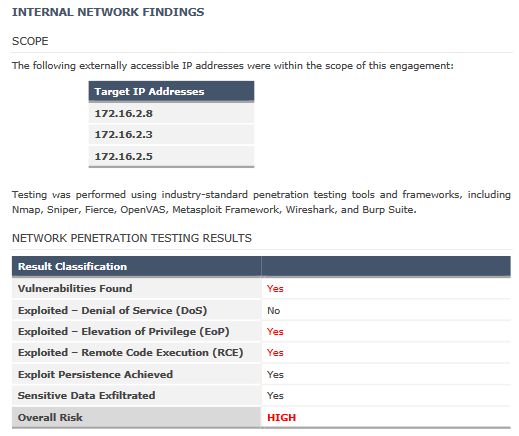 INTERNAL NETWORK FINDINGS
SCOPE
The following externally accessible IP addresses were within the scope of this engagement:
Target IP Addresses
172.16.2.8
172.16.2.3
172.16.2.5
Testing was performed using industry-standard penetration testing tools and frameworks, including
Nmap, Sniper, Fierce, OpenVAS, Metasploit Framework, Wireshark, and Burp Suite.
NETWORK PENETRATION TESTING RESULTS
Result Classification
Vulnerabilities Found Yes
Exploited – Denial of Service (DoS) No
Exploited – Elevation of Privilege (EoP) Yes
Exploited – Remote Code Execution (RCE) Yes
Exploit Persistence Achieved Yes
Sensitive Data Exfiltrated Yes
Overall Risk HIGH